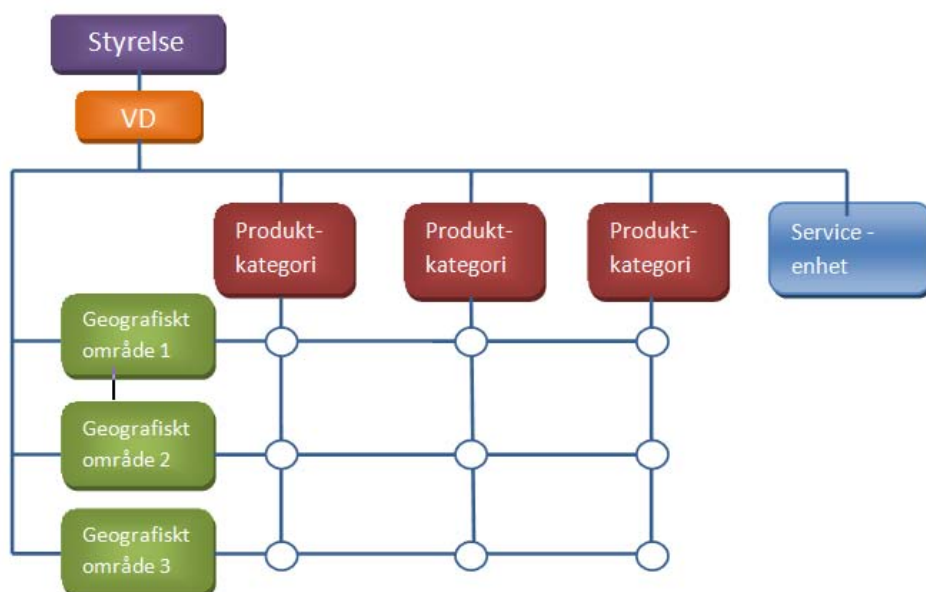 Styrelse
VD
Produkt-
kategori
Produkt-
kategori
Produkt-
kategori
Service -
enhet
Geografiskt
område 1
Geografiskt
område 2
Geografiskt
område 3